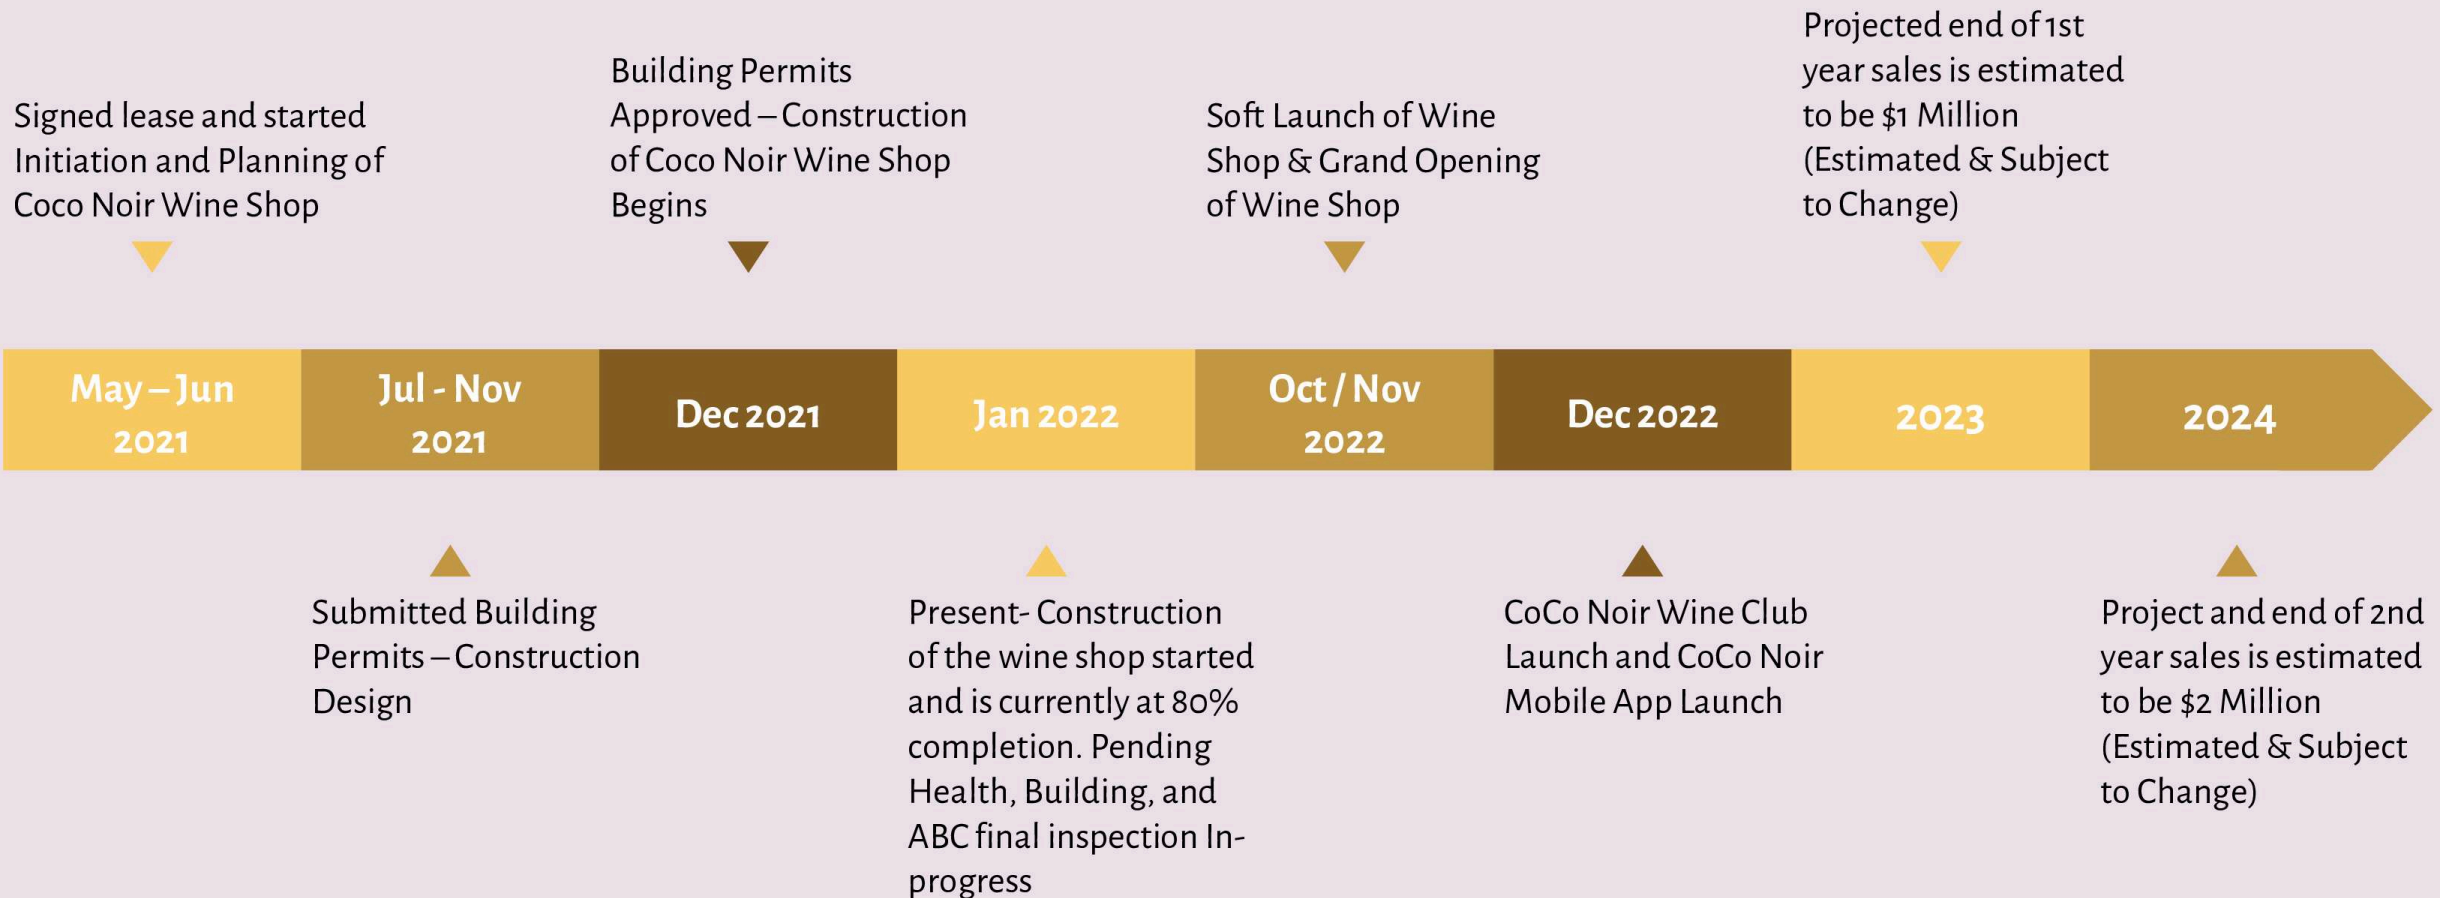 Signed lease and started
Initiation and Planning of
Coco Noir Wine Shop
Building Permits
Approved – Construction
of Coco Noir Wine Shop
Begins
Soft Launch of Wine
Shop & Grand Opening
of Wine Shop
Projected end of 1st
year sales is estimated
to be $1 Million
(Estimated & Subject
to Change)
May – Jun
2021
Jul - Nov
2021
Dec 2021
Jan 2022
Oct / Nov
2022
Dec 2022
2023
2024
Submitted Building
Permits – Construction
Design
Present- Construction
of the wine shop started
and is currently at 80%
completion. Pending
Health, Building, and
ABC final inspection In-
progress
CoCo Noir Wine Club
Launch and CoCo Noir
Mobile App Launch
Project and end of 2nd
year sales is estimated
to be $2 Million
(Estimated & Subject
to Change)